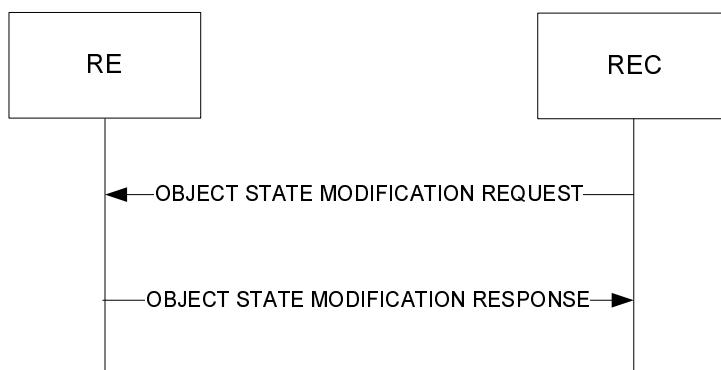 RE
REC
OBJECT STATE MODIFICATION REQUEST
OBJECT STATE MODIFICATION RESPONSE